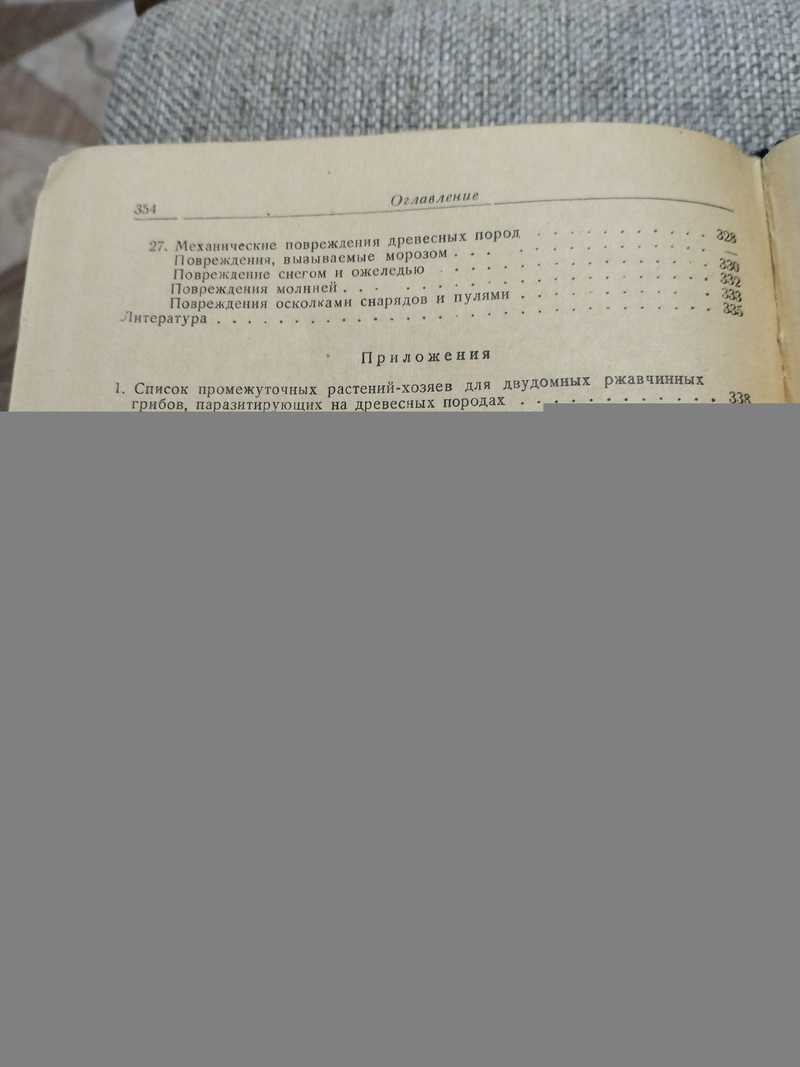 354 Оглавление
27. Механические повреждения древесных пород . . . . . . . . . . . 328
Повреждения, вызываемые морозом . . . . . . . . . . . . . . . —
Повреждение снегом и ожеледью . . . . . . . . . . . . . . . . 330
Повреждения молнией . . . . . . . . . . . . . . . . . . . . . 332
Повреждения осколками снарядов и пулями . . . . . . . . . . . 333
Литература . . . . . . . . . . . . . . . . . . . . . . . . . . 335
Приложения
1. Список промежуточных растений-хозяев для двудомных ржавчинных
грибов, паразитирующих на древесных породах . . . . . . . . . . . 338